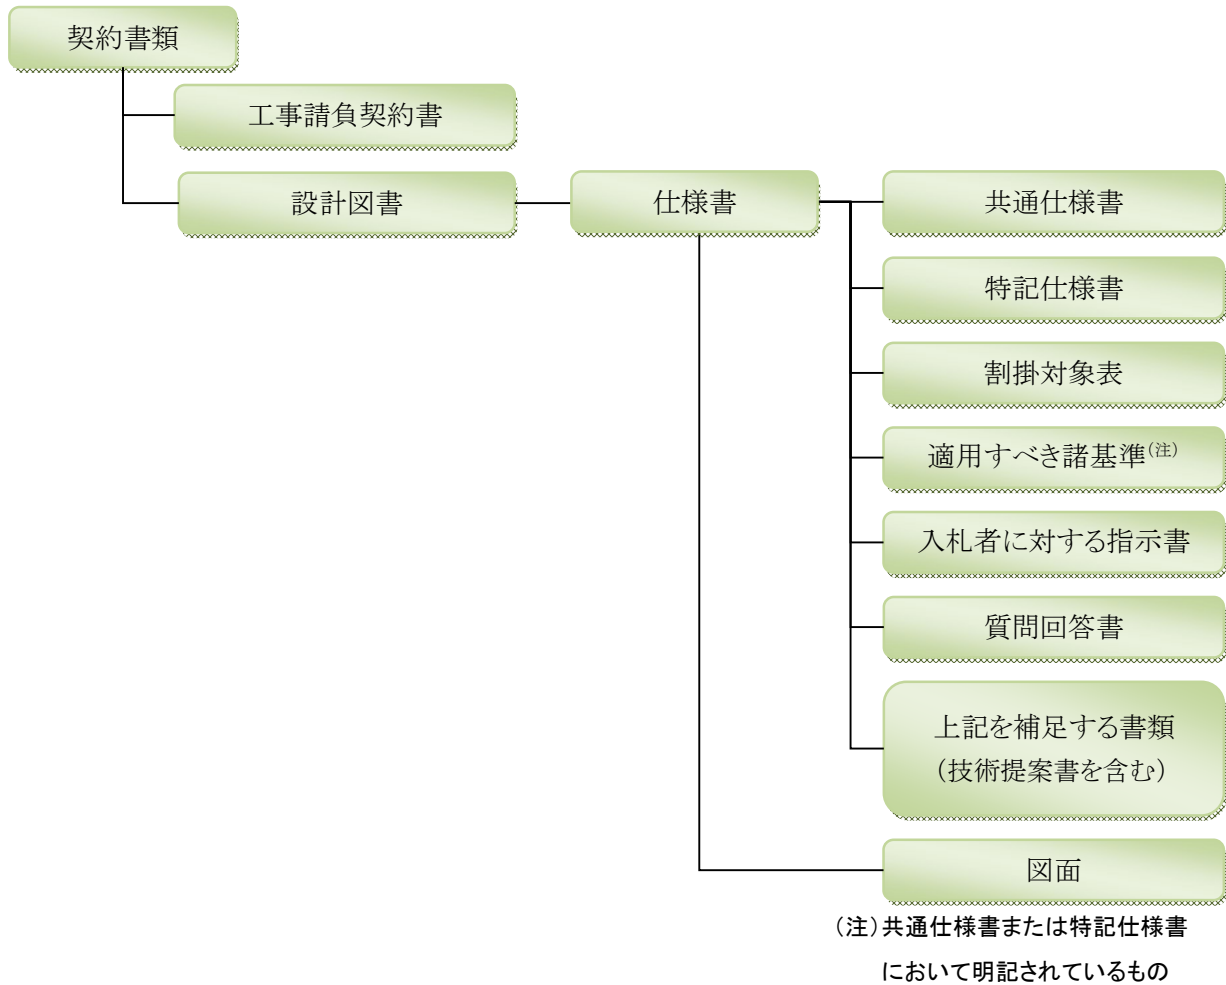 契約書類
工事請負契約書
設計図書
仕様書
共通仕様書
特記仕様書
割掛対象表
適用すべき諸基準(注)
入札者に対する指示書
質問回答書
上記を補足する書類
(技術提案書を含む)
図面
(注)共通仕様書または特記仕様書
において明記されているもの